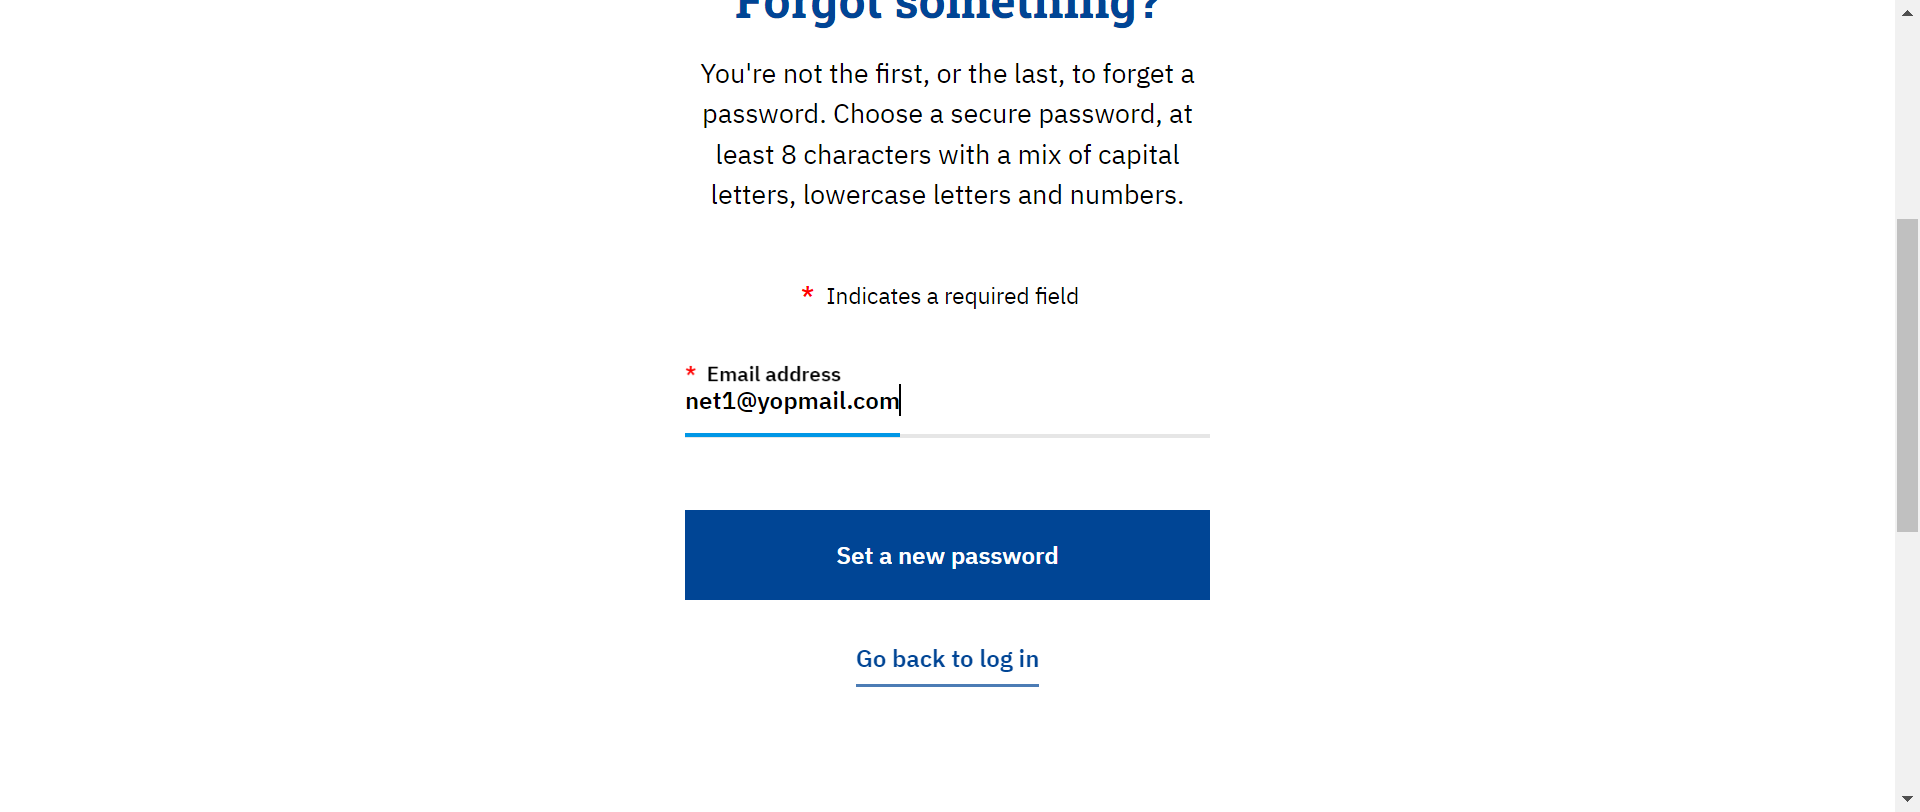 Forgot something?
You're not the first, or the last, to forget a
password. Choose a secure password, at
least 8 characters with a mix of capital
letters, lowercase letters and numbers.
* Indicates a required field
* Email address
net1@yopmail.com
Set a new password
Go back to log in